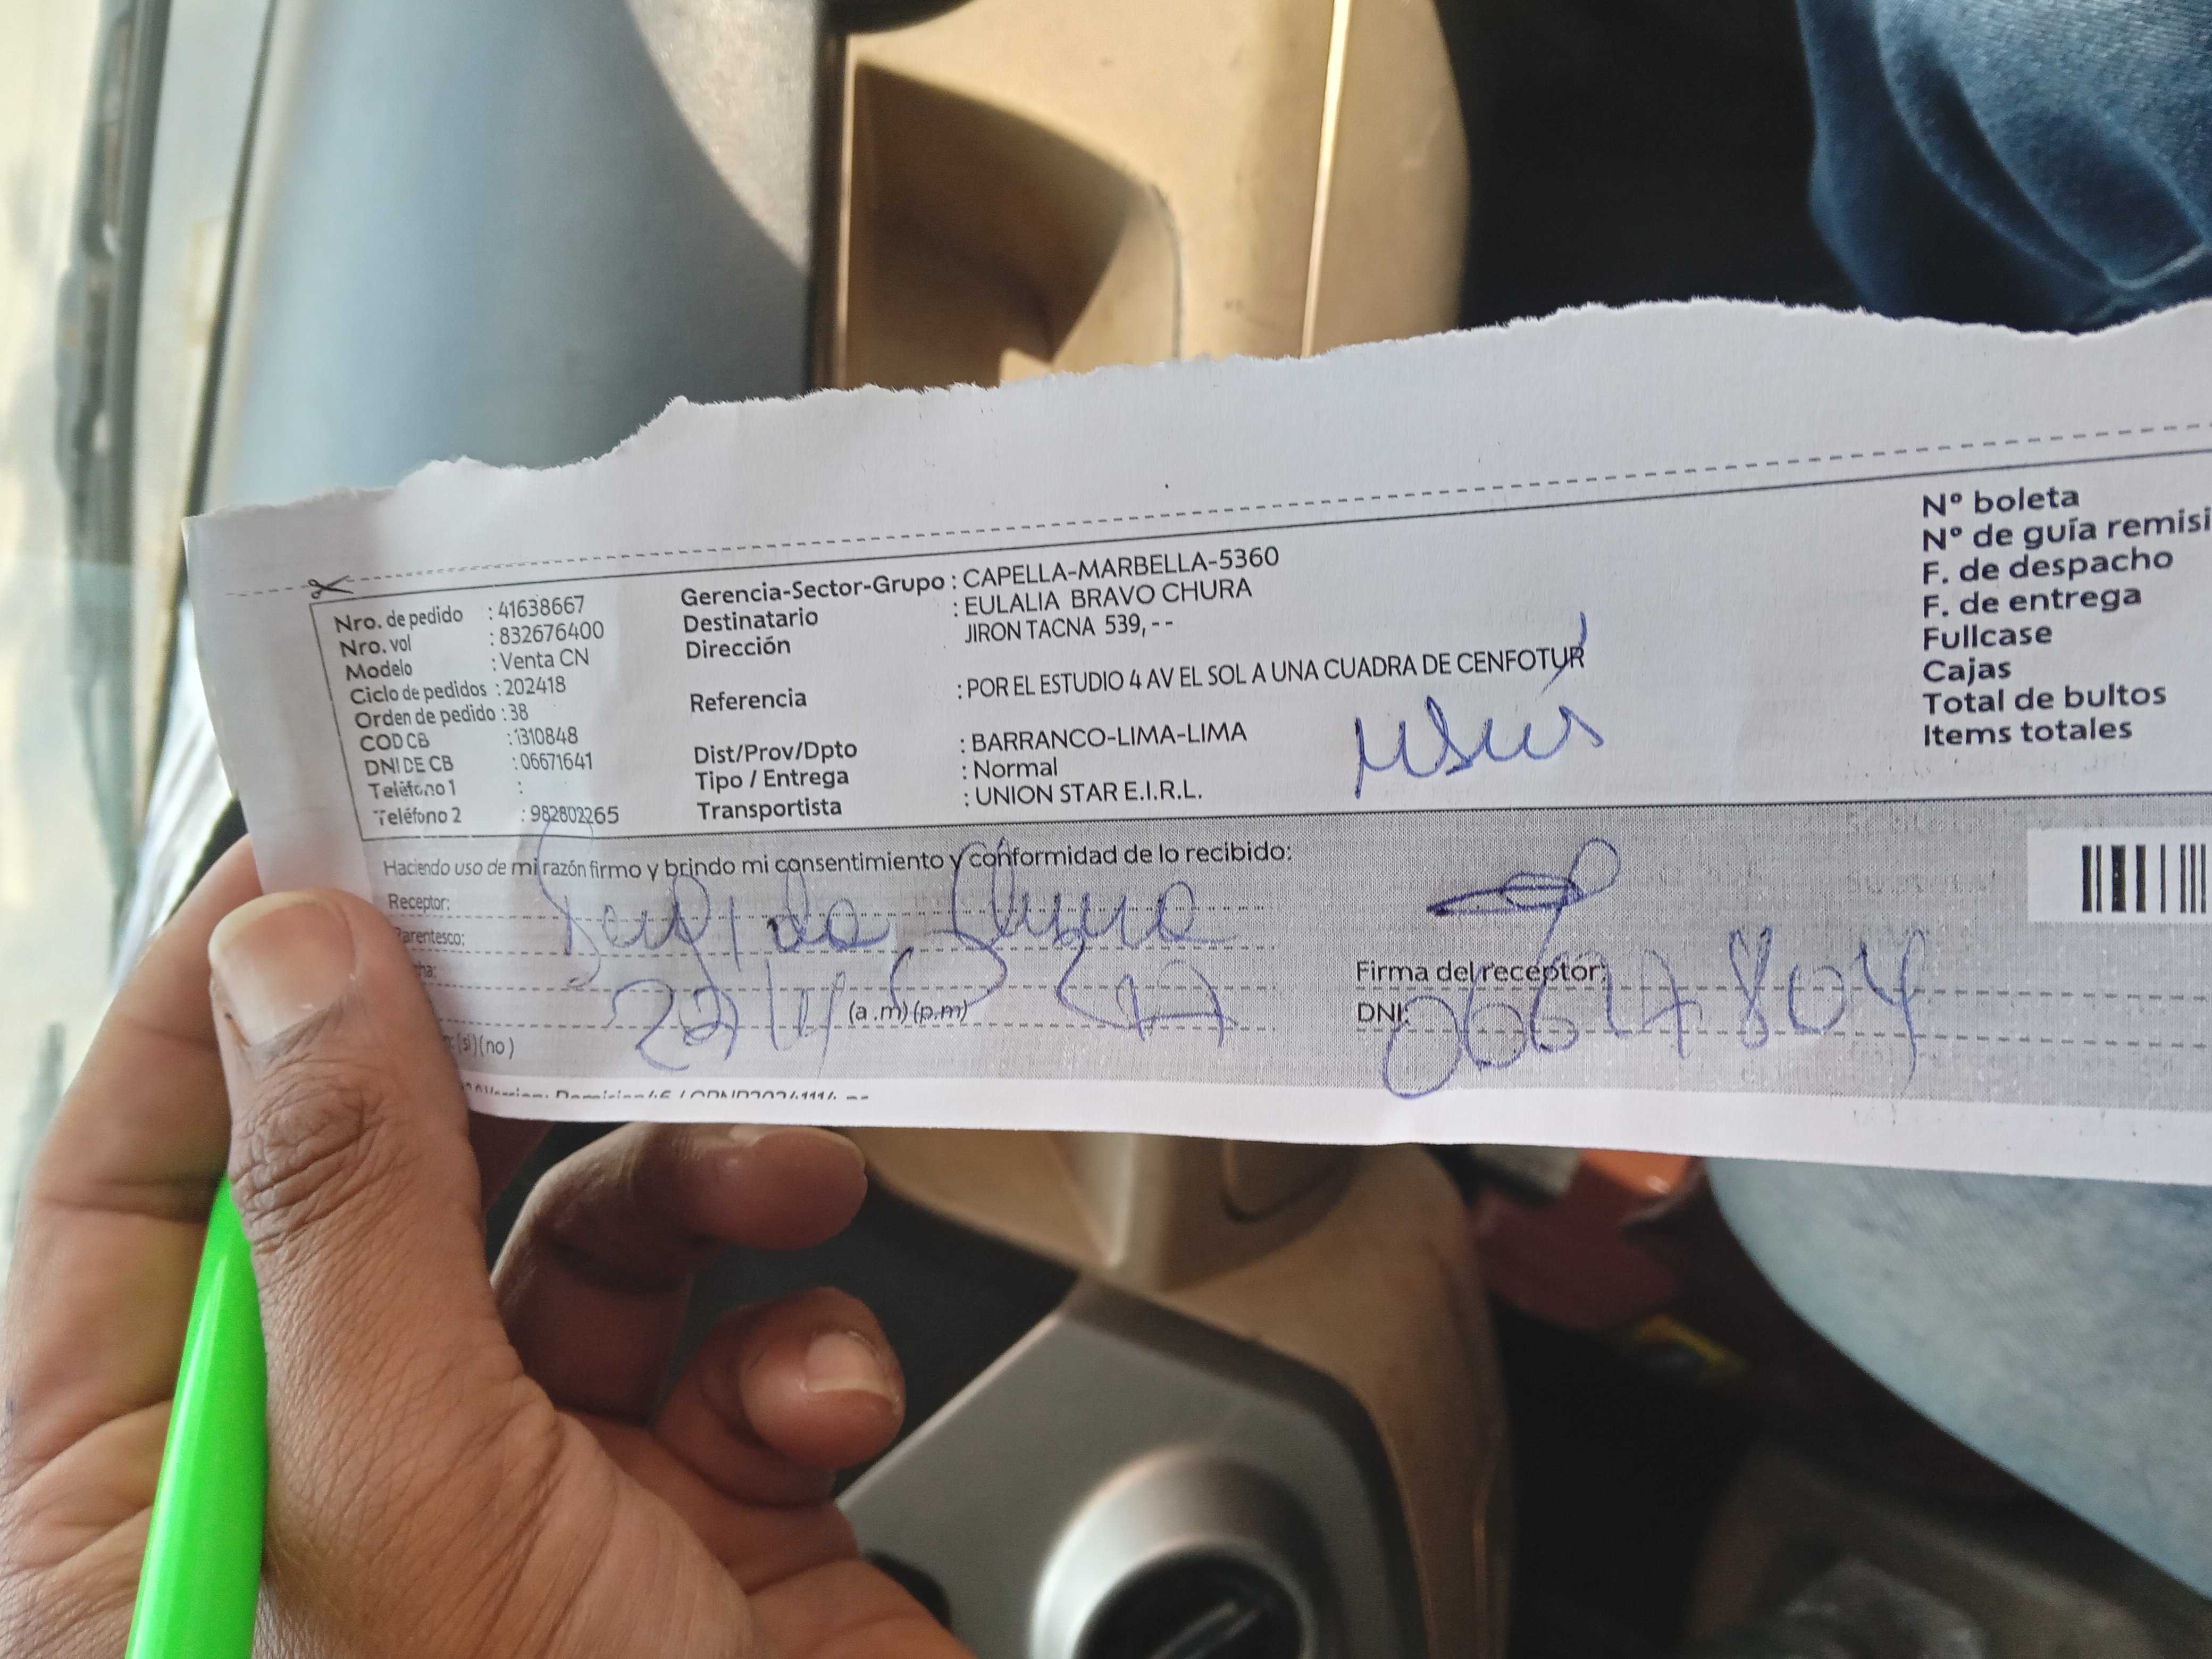 Nro. de pedido : 41638667
Nro. vol : 832676400
Modelo : Venta CN
Ciclo de pedidos : 202418
Orden de pedido : 38
COD CB : 1310848
DNI DE CB : 06671641
Teléfono 1 :
Teléfono 2 : 982802265
Gerencia-Sector-Grupo : CAPELLA-MARBELLA-5360
Destinatario : EULALIA BRAVO CHURA
Dirección JIRON TACNA 539, - -
Referencia : POR EL ESTUDIO 4 AV EL SOL A UNA CUADRA DE CENFOTUR
Dist/Prov/Dpto : BARRANCO-LIMA-LIMA
Tipo / Entrega : Normal
Transportista : UNION STAR E.I.R.L.
Nº boleta
Nº de guía remisi
F. de despacho
F. de entrega
Fullcase
Cajas
Total de bultos
Items totales
Haciendo uso de mi razón firmo y brindo mi consentimiento y conformidad de lo recibido:
Receptor:
Parentesco: Chura
ha:
22/11/ (a.m) (p.m)
(si) (no)
Firma del receptor:
DNI: